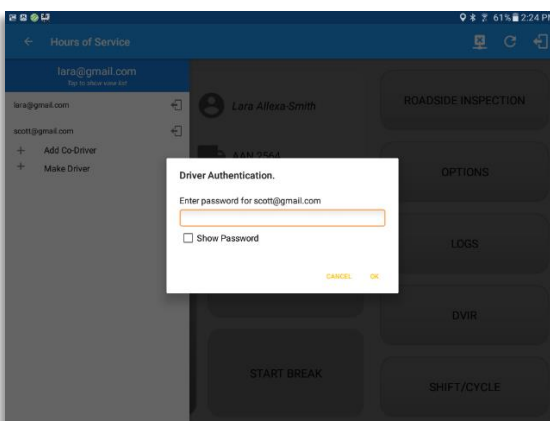 61% 2:24 PM
Hours of Service
lara@gmail.com
Tap to show view list
lara@gmail.com
scott@gmail.com
+ Add Co-Driver
+ Make Driver
Lara Allexa-Smith
AAN 2564
ROADSIDE INSPECTION
OPTIONS
LOGS
DVIR
START BREAK
SHIFT/CYCLE
Driver Authentication.
Enter password for scott@gmail.com
Show Password
CANCEL OK